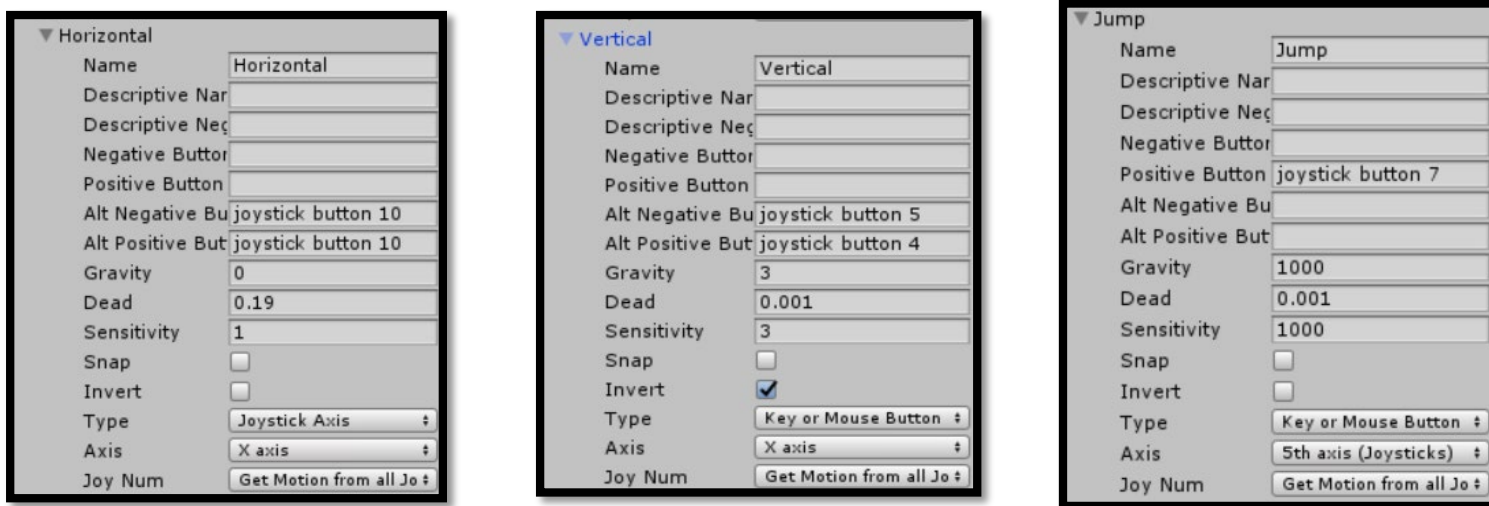 Horizontal
Name Horizontal
Descriptive Nar
Descriptive Neg
Negative Button
Positive Button
Alt Negative Bu joystick button 10
Alt Positive But joystick button 10
Gravity 0
Dead 0.19
Sensitivity 1
Snap
Invert
Type Joystick Axis
Axis X axis
Joy Num Get Motion from all Jo
Vertical
Name Vertical
Descriptive Nar
Descriptive Neg
Negative Button
Positive Button
Alt Negative Bu joystick button 5
Alt Positive But joystick button 4
Gravity 3
Dead 0.001
Sensitivity 3
Snap
Invert
Type Key or Mouse Button
Axis X axis
Joy Num Get Motion from all Jo
Jump
Name Jump
Descriptive Nar
Descriptive Neg
Negative Button
Positive Button joystick button 7
Alt Negative Bu
Alt Positive But
Gravity 1000
Dead 0.001
Sensitivity 1000
Snap
Invert
Type Key or Mouse Button
Axis 5th axis (Joysticks)
Joy Num Get Motion from all Jo